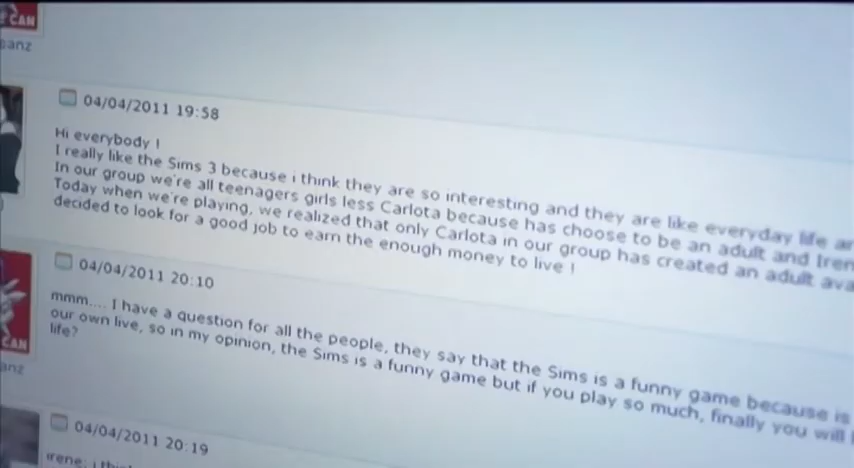 CAN
sanz
04/04/2011 19:58
Hi everybody !
I really like the Sims 3 because i think they are so interesting and they are like everyday life
In our group we're all teenagers girls less Carlota because has choose to be an adult and
Today when we're playing, we realized that only Carlota in our group has created an adult
decided to look for a good job to earn the enough money to live !
CAN
anz
04/04/2011 20:10
mmm.... I have a question for all the people, they say that the Sims is a funny game because is
our own live, so in my opinion, the Sims is a funny game but if you play so much, finally you will
life?
04/04/2011 20:19
irene: i